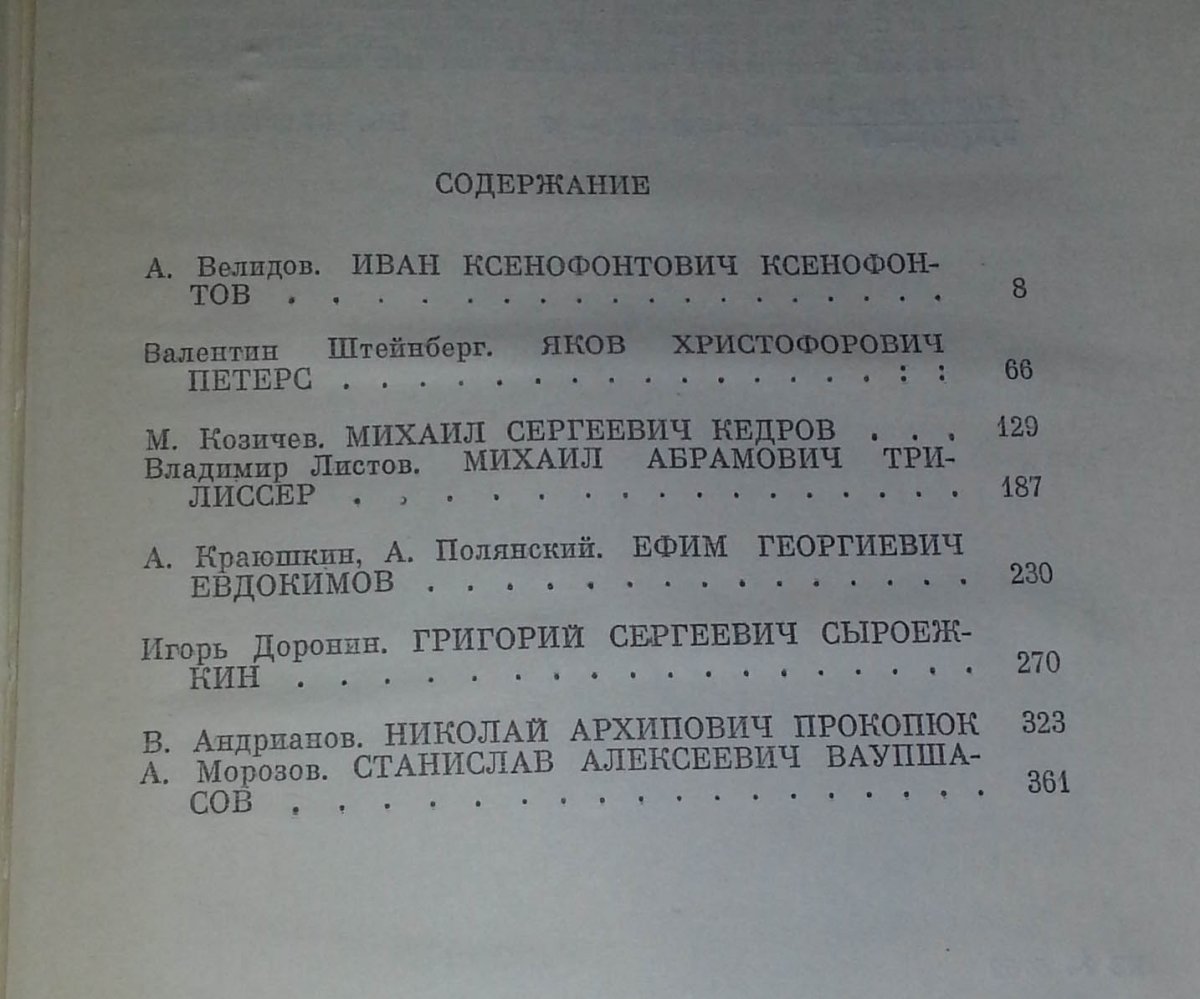 СОДЕРЖАНИЕ
А. Велидов. ИВАН КСЕНОФОНТОВИЧ КСЕНОФОН-
ТОВ . . . . . . . . . . . . . . . . . . 8
Валентин Штейнберг. ЯКОВ ХРИСТОФОРОВИЧ
ПЕТЕРС . . . . . . . . . . . . . . : : 66
М. Козичев. МИХАИЛ СЕРГЕЕВИЧ КЕДРОВ . . . 129
Владимир Листов. МИХАИЛ АБРАМОВИЧ ТРИ-
ЛИССЕР . . . . . . . . . . . . . . 187
А. Краюшкин, А. Полянский. ЕФИМ ГЕОРГИЕВИЧ
ЕВДОКИМОВ . . . . . . . . . . . . . . 230
Игорь Доронин. ГРИГОРИЙ СЕРГЕЕВИЧ СЫРОЕЖ-
КИН . . . . . . . . . . . . . . . . . 270
В. Андрианов. НИКОЛАЙ АРХИПОВИЧ ПРОКОПЮК 323
А. Морозов. СТАНИСЛАВ АЛЕКСЕЕВИЧ ВАУПША-
СОВ . . . . . . . . . . . . . . . . 361